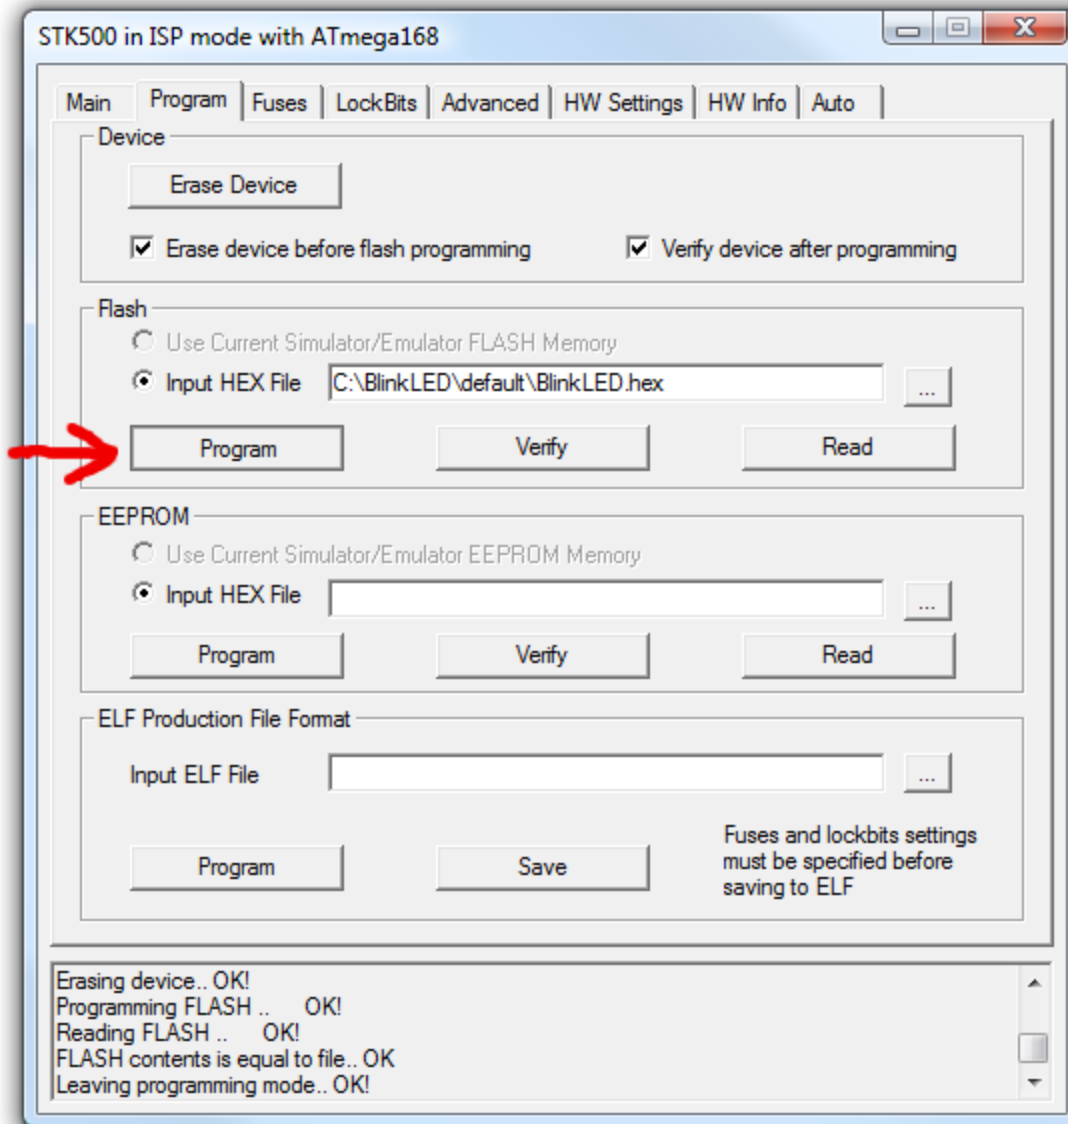 STK500 in ISP mode with ATmega168
Main Program Fuses LockBits Advanced HW Settings HW Info Auto
Device
Erase Device
Erase device before flash programming Verify device after programming
Flash
Use Current Simulator/Emulator FLASH Memory
Input HEX File C:\BlinkLED\default\BlinkLED.hex ...
Program Verify Read
EEPROM
Use Current Simulator/Emulator EEPROM Memory
Input HEX File ...
Program Verify Read
ELF Production File Format
Input ELF File ...
Program Save
Fuses and lockbits settings
must be specified before
saving to ELF
Erasing device.. OK!
Programming FLASH .. OK!
Reading FLASH .. OK!
FLASH contents is equal to file.. OK
Leaving programming mode.. OK!